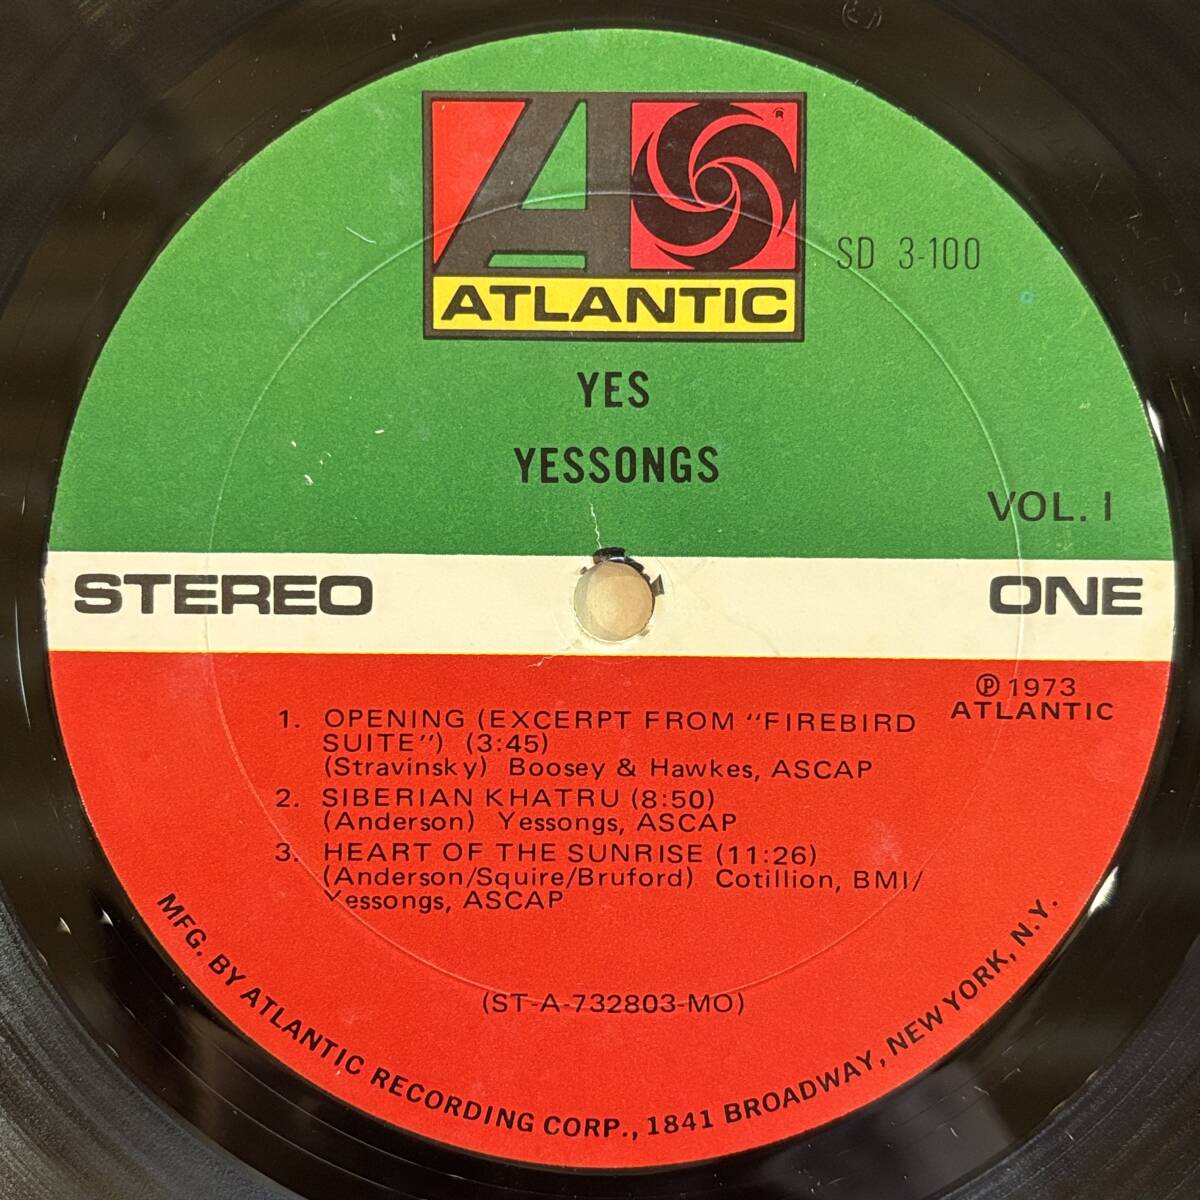 ®
ATLANTIC
SD 3-100
YES
YESSONGS
VOL. I
STEREO
ONE
℗ 1973
ATLANTIC
1. OPENING (EXCERPT FROM "FIREBIRD
SUITE") (3:45)
(Stravinsky) Boosey & Hawkes, ASCAP
2. SIBERIAN KHATRU (8:50)
(Anderson) Yessongs, ASCAP
3. HEART OF THE SUNRISE (11:26)
(Anderson/Squire/Bruford) Cotillion, BMI/
Yessongs, ASCAP
(ST-A-732803-MO)
MFG. BY ATLANTIC RECORDING CORP., 1841 BROADWAY, NEW YORK, N.Y.